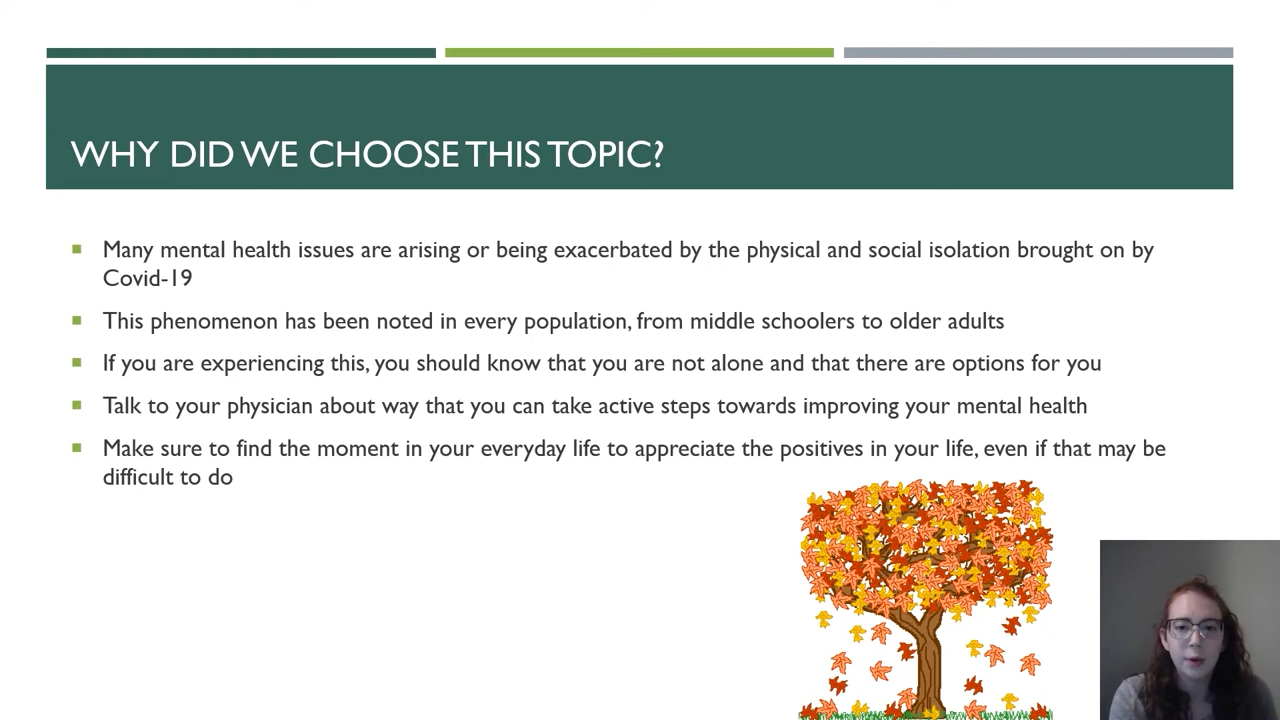 WHY DID WE CHOOSE THIS TOPIC?
Many mental health issues are arising or being exacerbated by the physical and social isolation brought on by
Covid-19
This phenomenon has been noted in every population, from middle schoolers to older adults
If you are experiencing this, you should know that you are not alone and that there are options for you
Talk to your physician about way that you can take active steps towards improving your mental health
Make sure to find the moment in your everyday life to appreciate the positives in your life, even if that may be
difficult to do